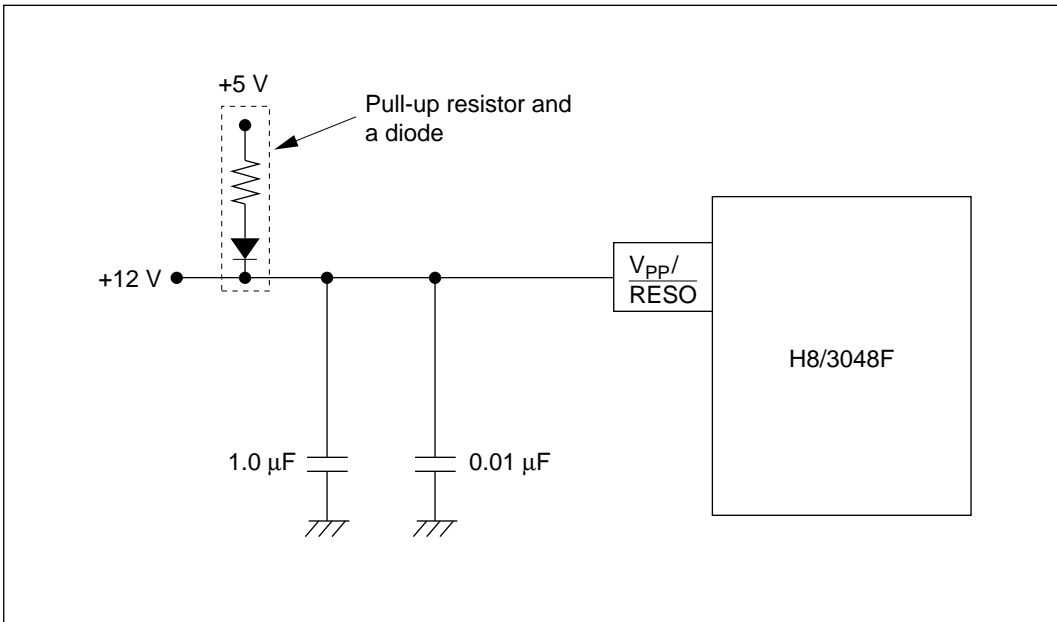 +5 V
Pull-up resistor and
a diode
+12 V
VPP/
RESO
H8/3048F
1.0 μF
0.01 μF